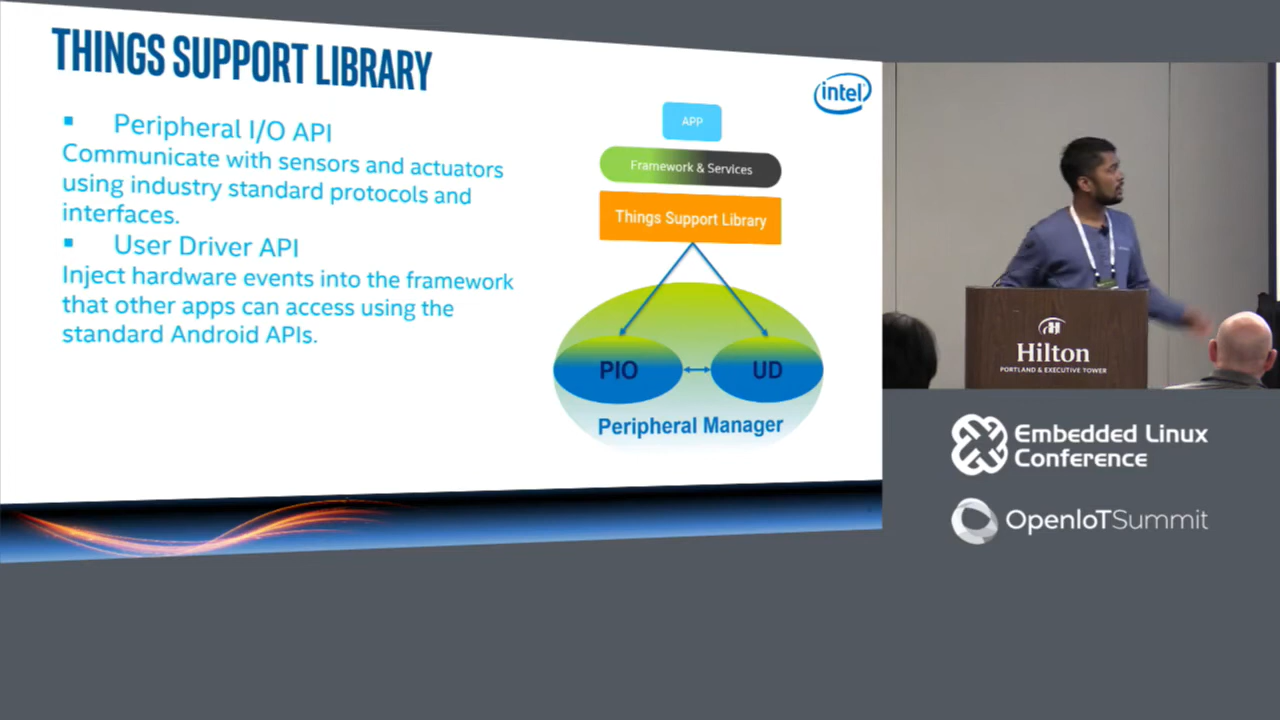 THINGS SUPPORT LIBRARY
▪ Peripheral I/O API
Communicate with sensors and actuators
using industry standard protocols and
interfaces.
▪ User Driver API
Inject hardware events into the framework
that other apps can access using the
standard Android APIs.
intel
APP
Framework & Services
Things Support Library
PIO
UD
Peripheral Manager
H
Hilton
PORTLAND & EXECUTIVE TOWER
Embedded Linux
Conference
OpenIoTSummit